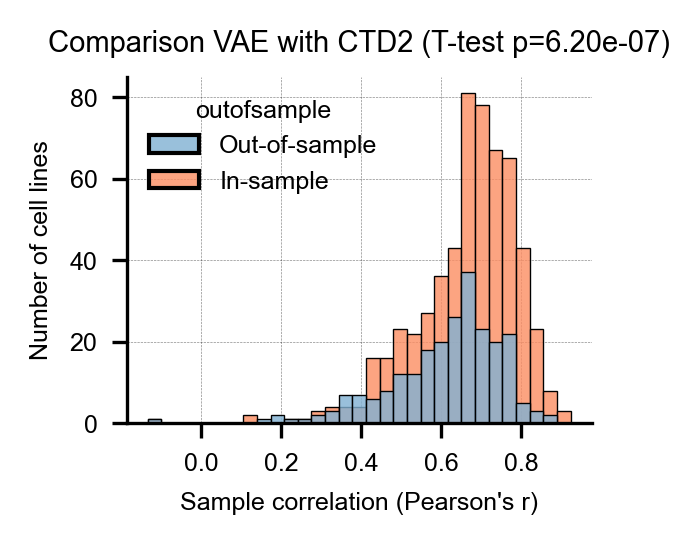 Comparison VAE with CTD2 (T-test p=6.20e-07)
80
60
40
20
0
Number of cell lines
outofsample
Out-of-sample
In-sample
0.0 0.2 0.4 0.6 0.8
Sample correlation (Pearson's r)